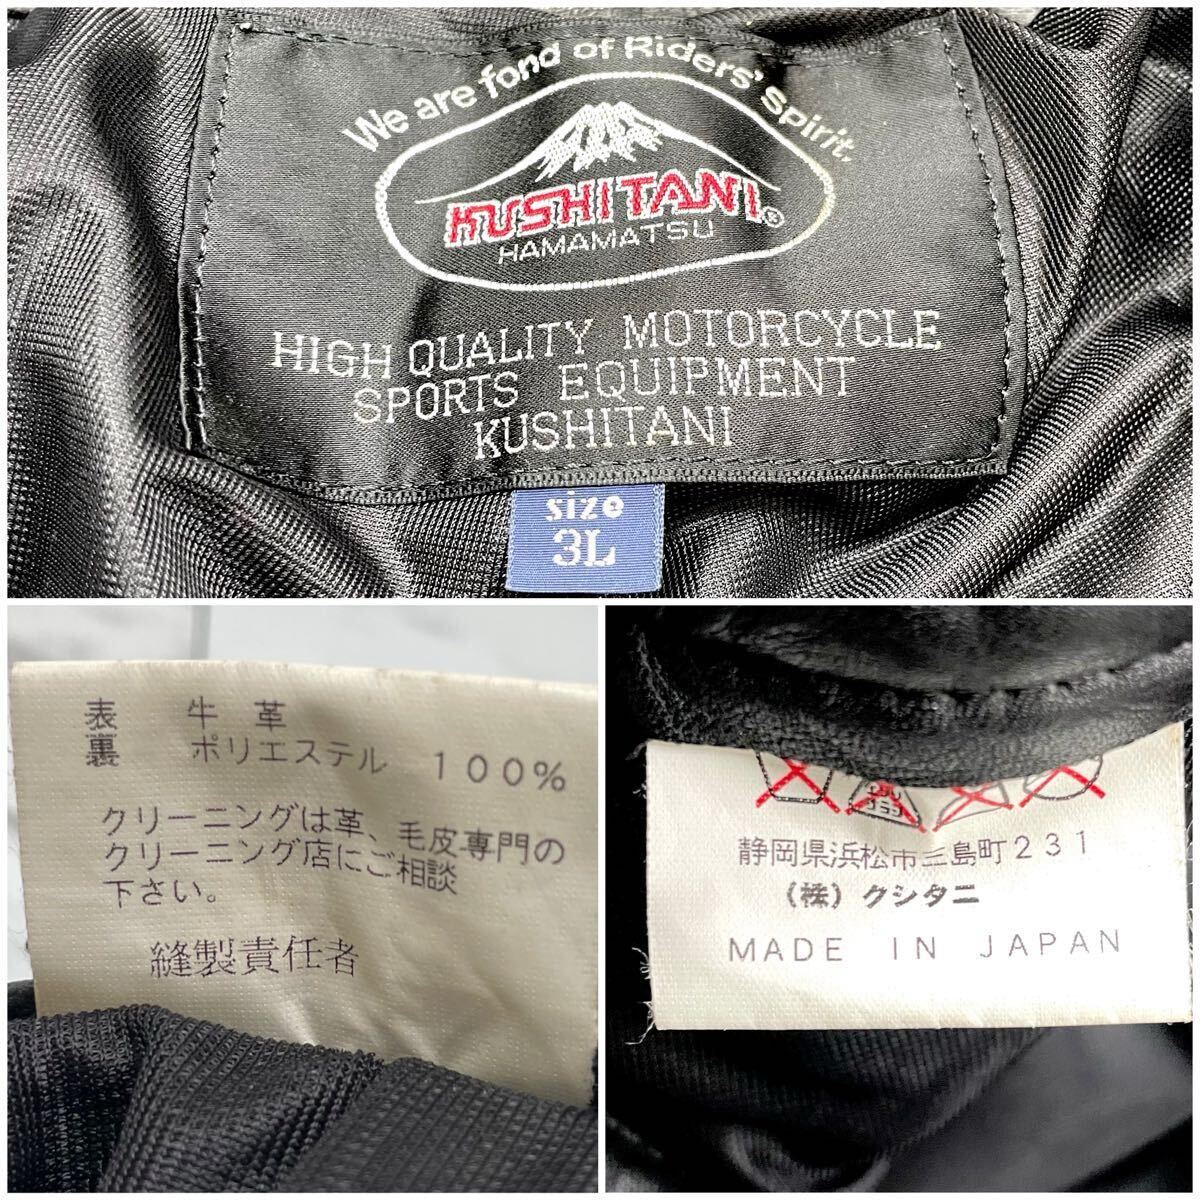 We are fond of Riders' spirit.
KUSHITANI®
HAMAMATSU
HIGH QUALITY MOTORCYCLE
SPORTS EQUIPMENT
KUSHITANI
size
3L
表 牛革
裏 ポリエステル 100%
クリーニングは革、毛皮専門の
クリーニング店にご相談
下さい。
縫製責任者
静岡県浜松市三島町231
(株)クシタニ
MADE IN JAPAN